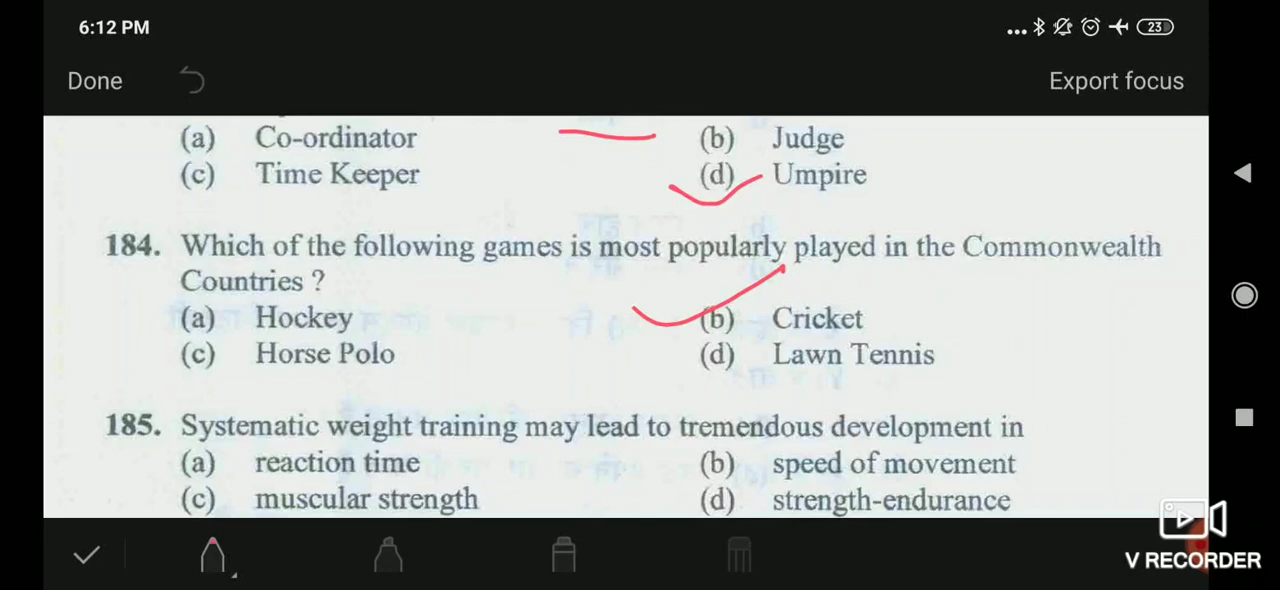 6:12 PM
23
Done
Export focus
(a) Co-ordinator (b) Judge
(c) Time Keeper (d) Umpire
184. Which of the following games is most popularly played in the Commonwealth
Countries ?
(a) Hockey (b) Cricket
(c) Horse Polo (d) Lawn Tennis
185. Systematic weight training may lead to tremendous development in
(a) reaction time (b) speed of movement
(c) muscular strength (d) strength-endurance
V RECORDER